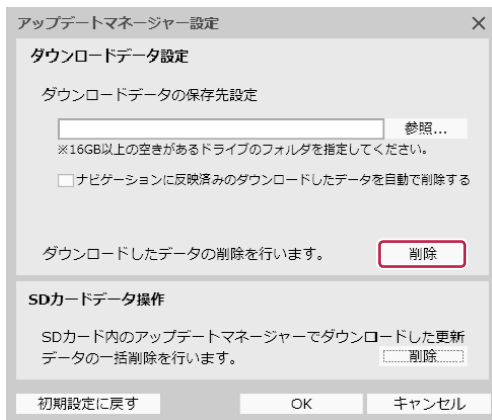 アップデートマネージャー設定
ダウンロードデータ設定
ダウンロードデータの保存先設定
参照...
※16GB以上の空きがあるドライブのフォルダを指定してください。
ナビゲーションに反映済みのダウンロードしたデータを自動で削除する
ダウンロードしたデータの削除を行います。 削除
SDカードデータ操作
SDカード内のアップデートマネージャーでダウンロードした更新
データの一括削除を行います。 削除
初期設定に戻す OK キャンセル